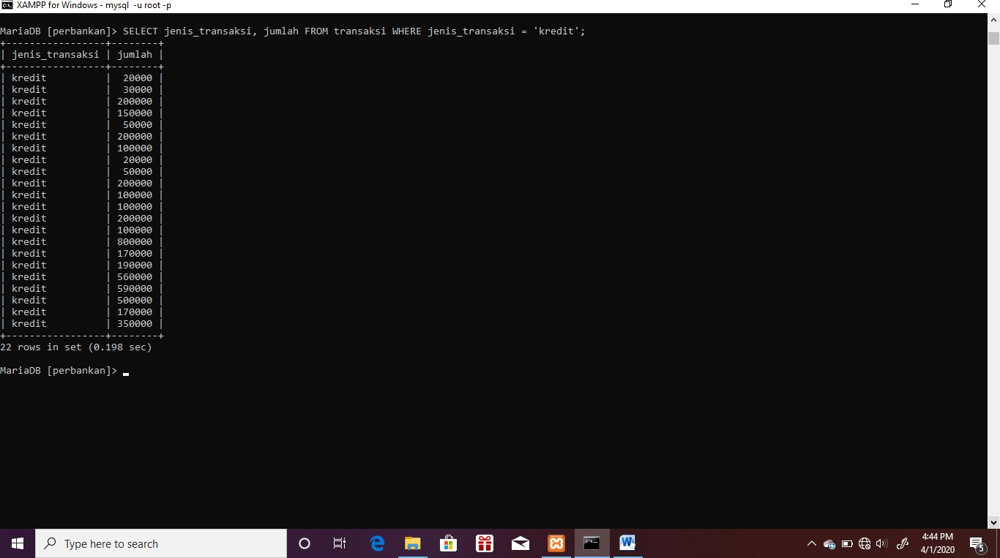 XAMPP for Windows - mysql -u root -p
MariaDB [perbankan]> SELECT jenis_transaksi, jumlah FROM transaksi WHERE jenis_transaksi = 'kredit';
+-----------------+--------+
| jenis_transaksi | jumlah |
+-----------------+--------+
| kredit          |  20000 |
| kredit          |  30000 |
| kredit          | 200000 |
| kredit          | 150000 |
| kredit          |  50000 |
| kredit          | 200000 |
| kredit          | 100000 |
| kredit          |  20000 |
| kredit          |  50000 |
| kredit          | 200000 |
| kredit          | 100000 |
| kredit          | 100000 |
| kredit          | 200000 |
| kredit          | 100000 |
| kredit          | 800000 |
| kredit          | 170000 |
| kredit          | 190000 |
| kredit          | 560000 |
| kredit          | 590000 |
| kredit          | 500000 |
| kredit          | 170000 |
| kredit          | 350000 |
+-----------------+--------+
22 rows in set (0.198 sec)
MariaDB [perbankan]> _
Type here to search
4:44 PM
4/1/2020
5